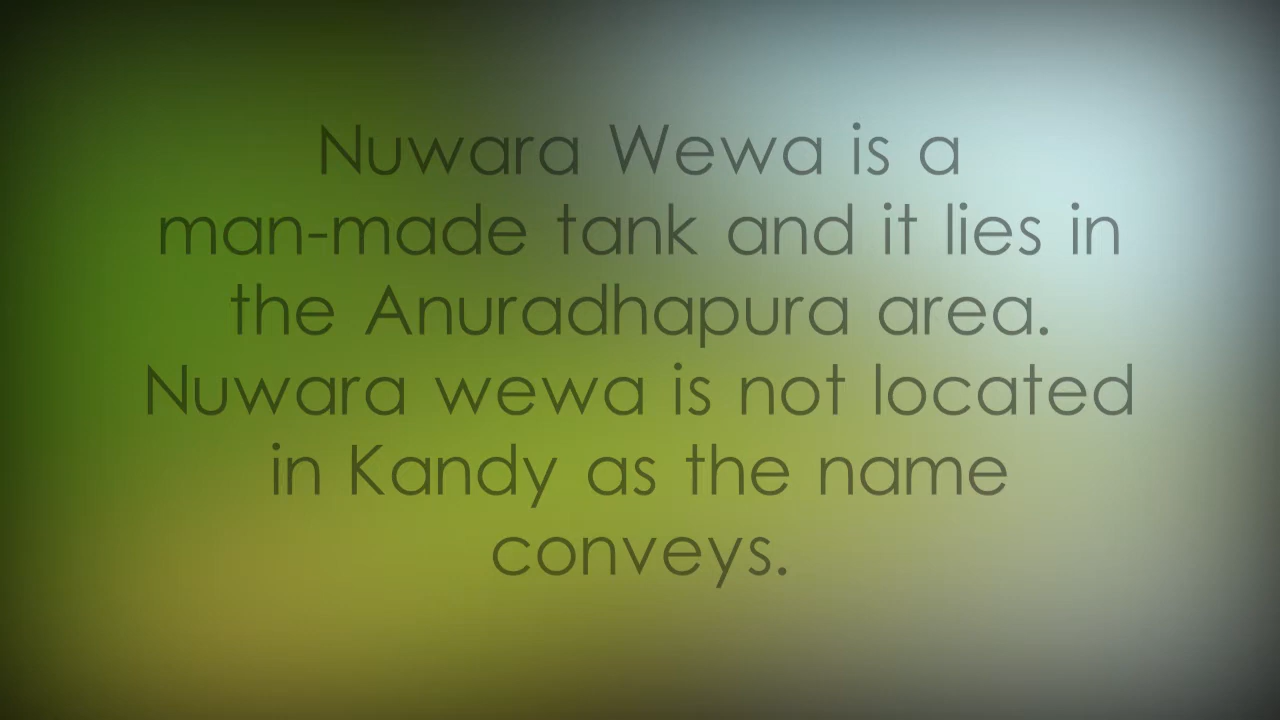 Nuwara Wewa is a
man-made tank and it lies in
the Anuradhapura area.
Nuwara wewa is not located
in Kandy as the name
conveys.